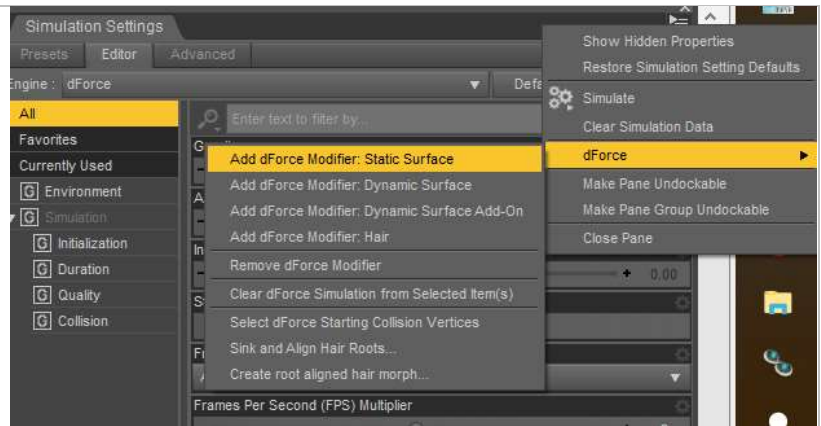 Simulation Settings
Presets Editor Advanced
Engine : dForce
Defa
All
Favorites
Currently Used
G Environment
G Simulation
G Initialization
G Duration
G Quality
G Collision
Enter text to filter by...
G
A
In
0.00
S
F
Frames Per Second (FPS) Multiplier
Add dForce Modifier: Static Surface
Add dForce Modifier: Dynamic Surface
Add dForce Modifier: Dynamic Surface Add-On
Add dForce Modifier: Hair
Remove dForce Modifier
Clear dForce Simulation from Selected Item(s)
Select dForce Starting Collision Vertices
Sink and Align Hair Roots...
Create root aligned hair morph...
Show Hidden Properties
Restore Simulation Setting Defaults
Simulate
Clear Simulation Data
dForce
Make Pane Undockable
Make Pane Group Undockable
Close Pane